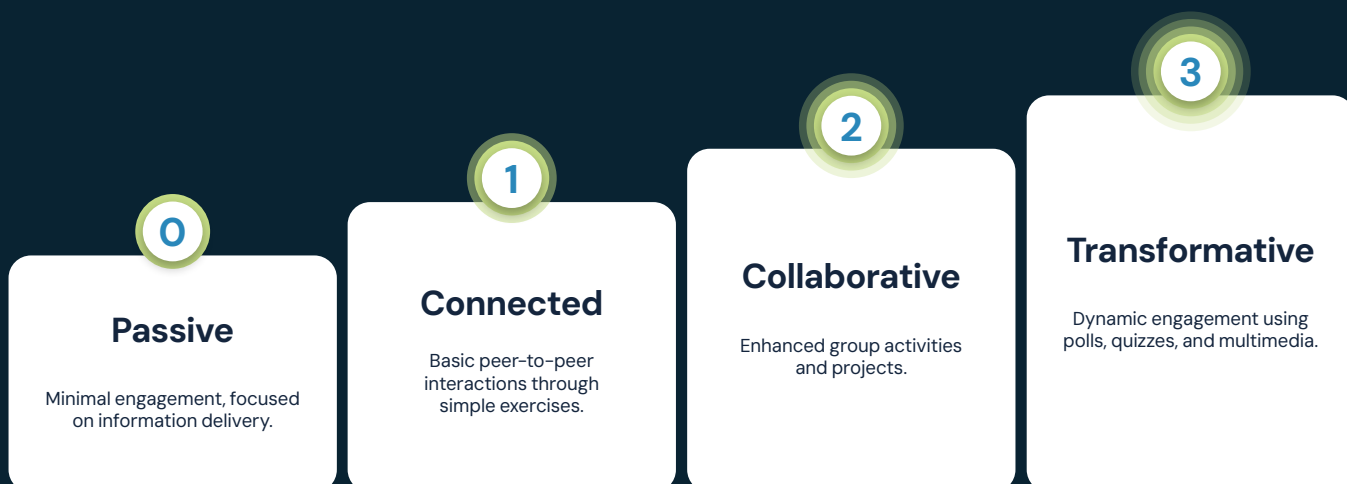 0
Passive
Minimal engagement, focused
on information delivery.
1
Connected
Basic peer-to-peer
interactions through
simple exercises.
2
Collaborative
Enhanced group activities
and projects.
3
Transformative
Dynamic engagement using
polls, quizzes, and multimedia.